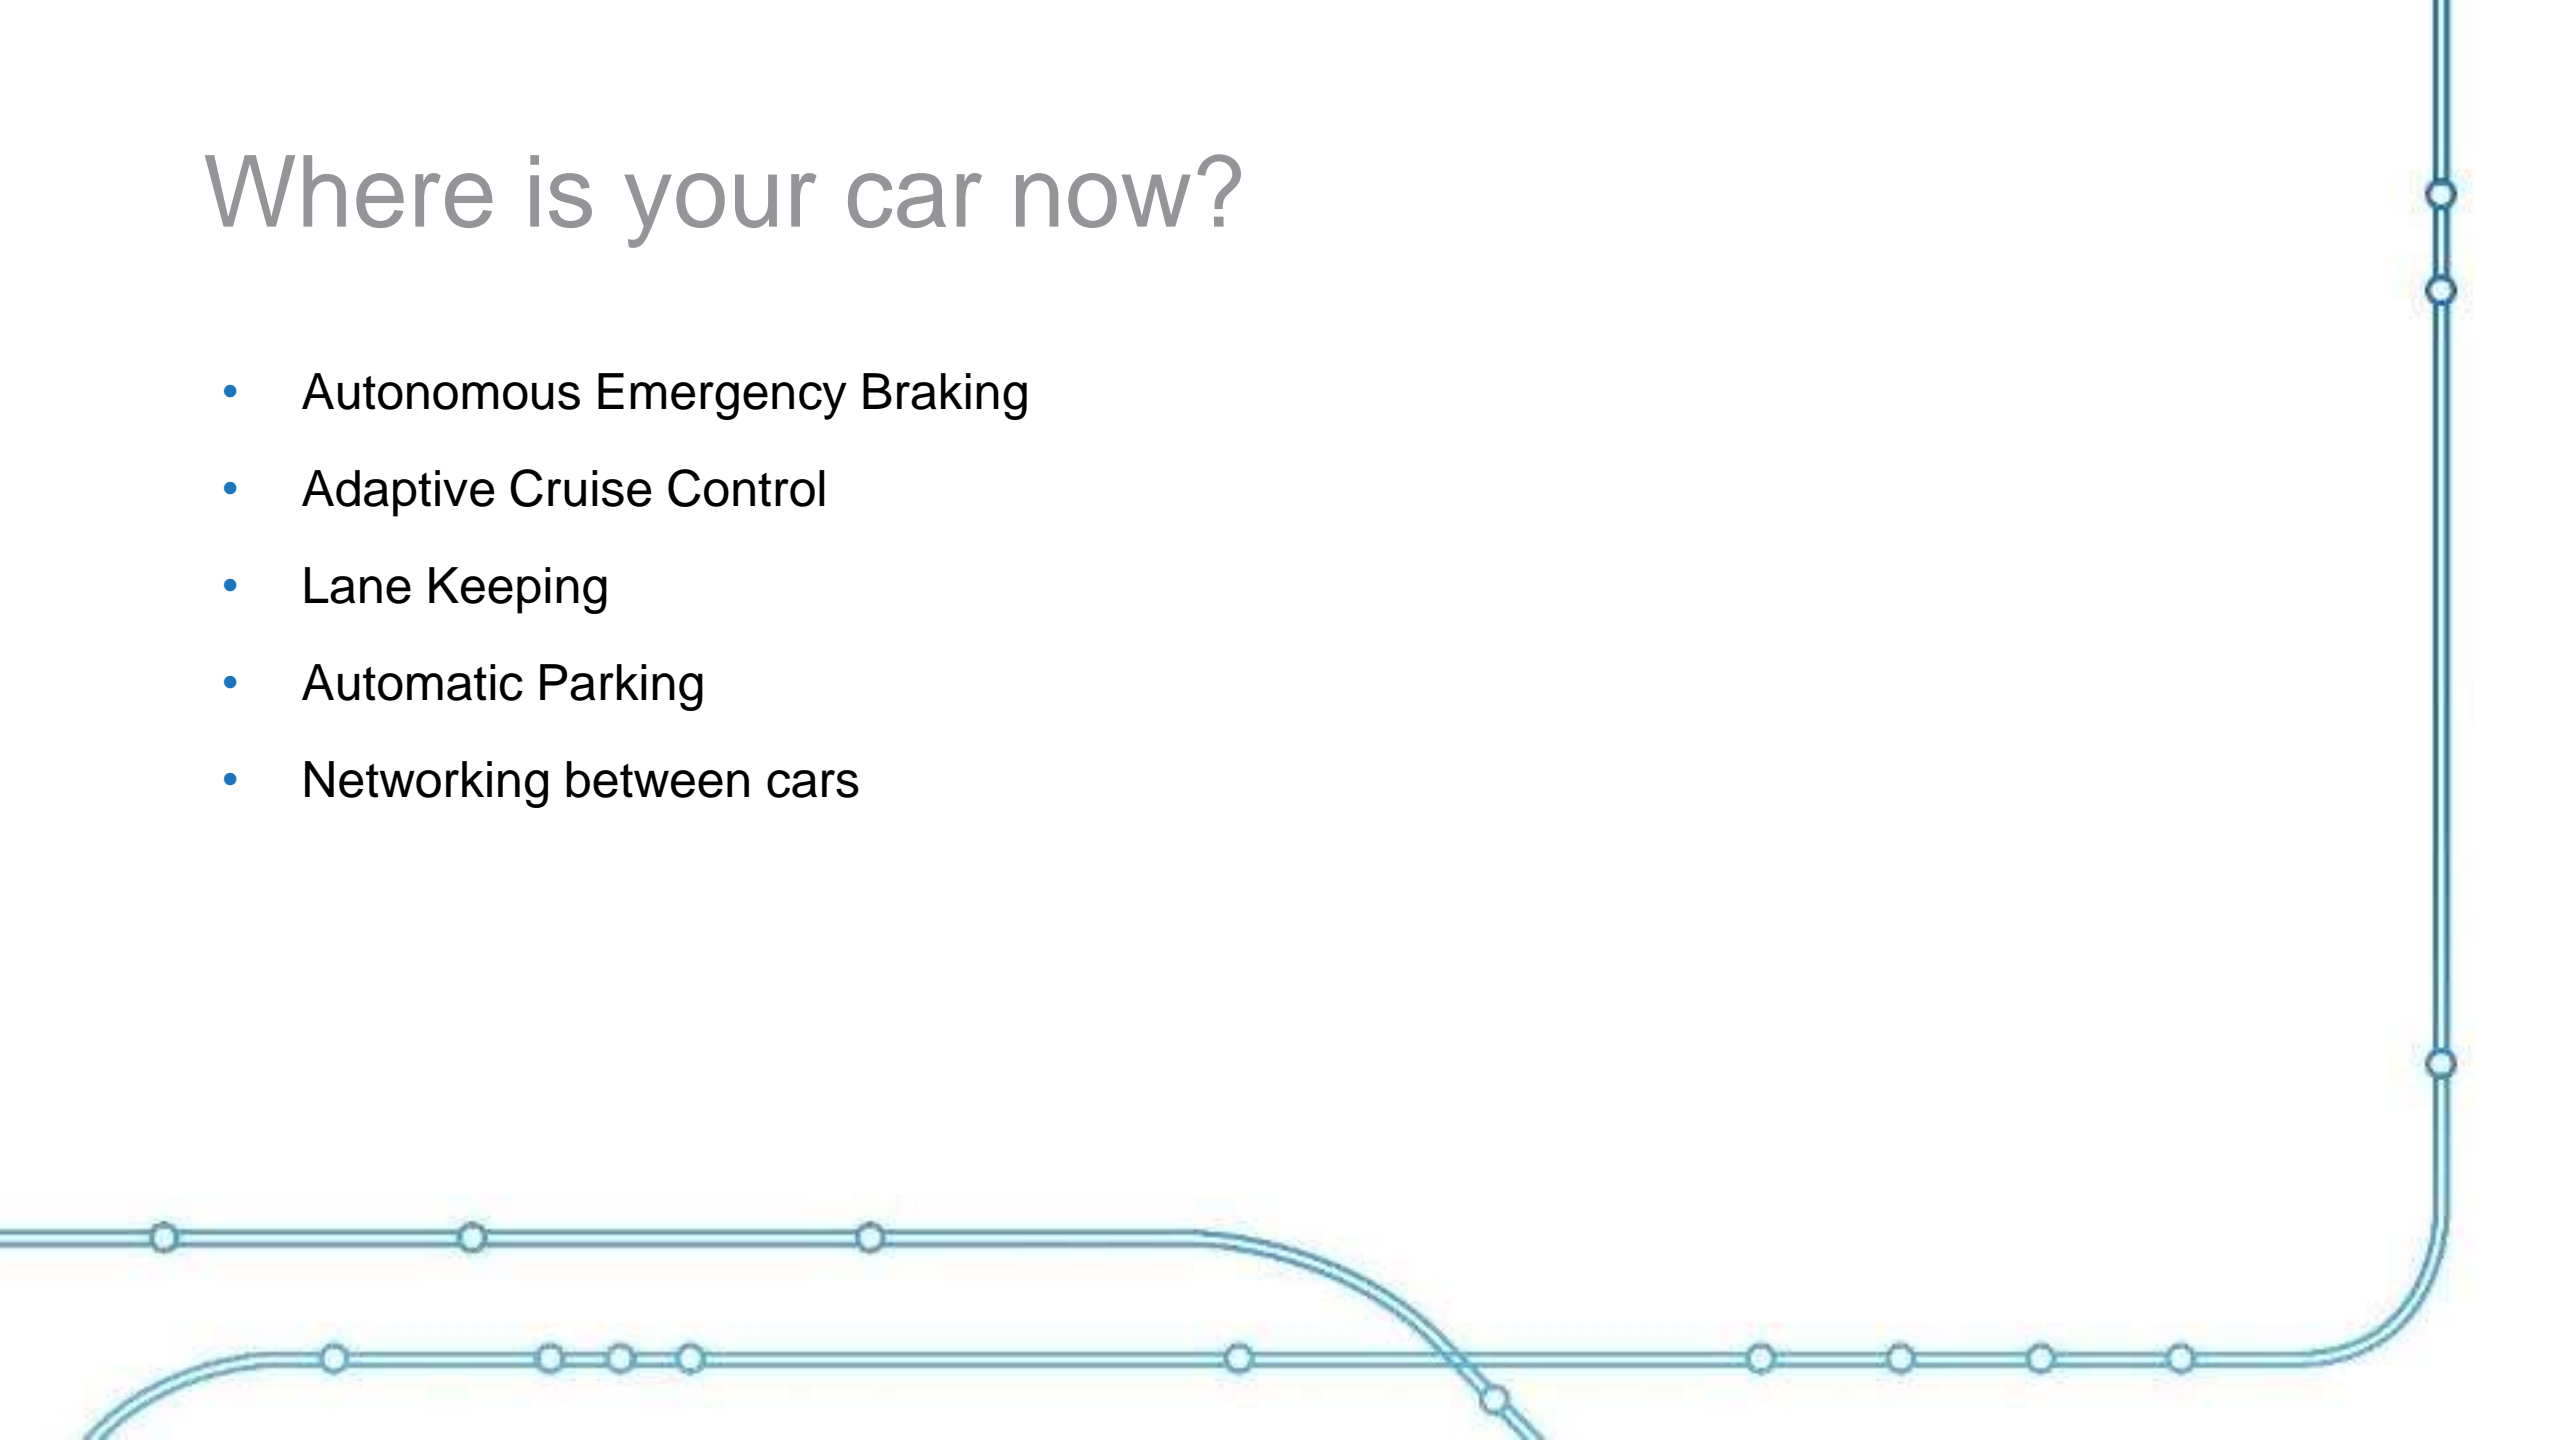 Where is your car now?
• Autonomous Emergency Braking
• Adaptive Cruise Control
• Lane Keeping
• Automatic Parking
• Networking between cars